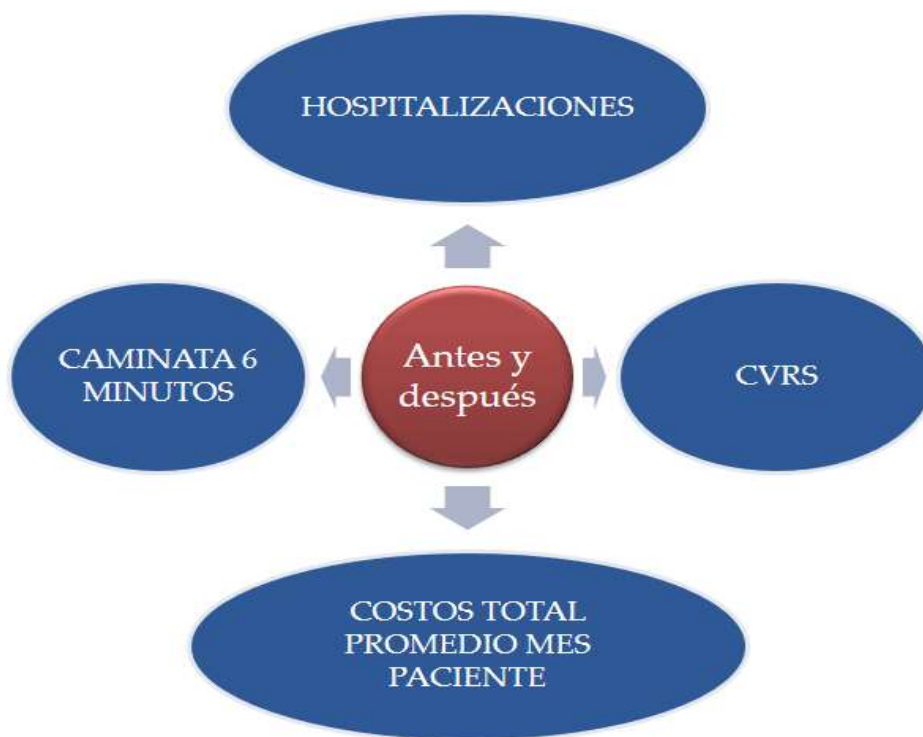 HOSPITALIZACIONES
CAMINATA 6
MINUTOS
Antes y
después
CVRS
COSTOS TOTAL
PROMEDIO MES
PACIENTE